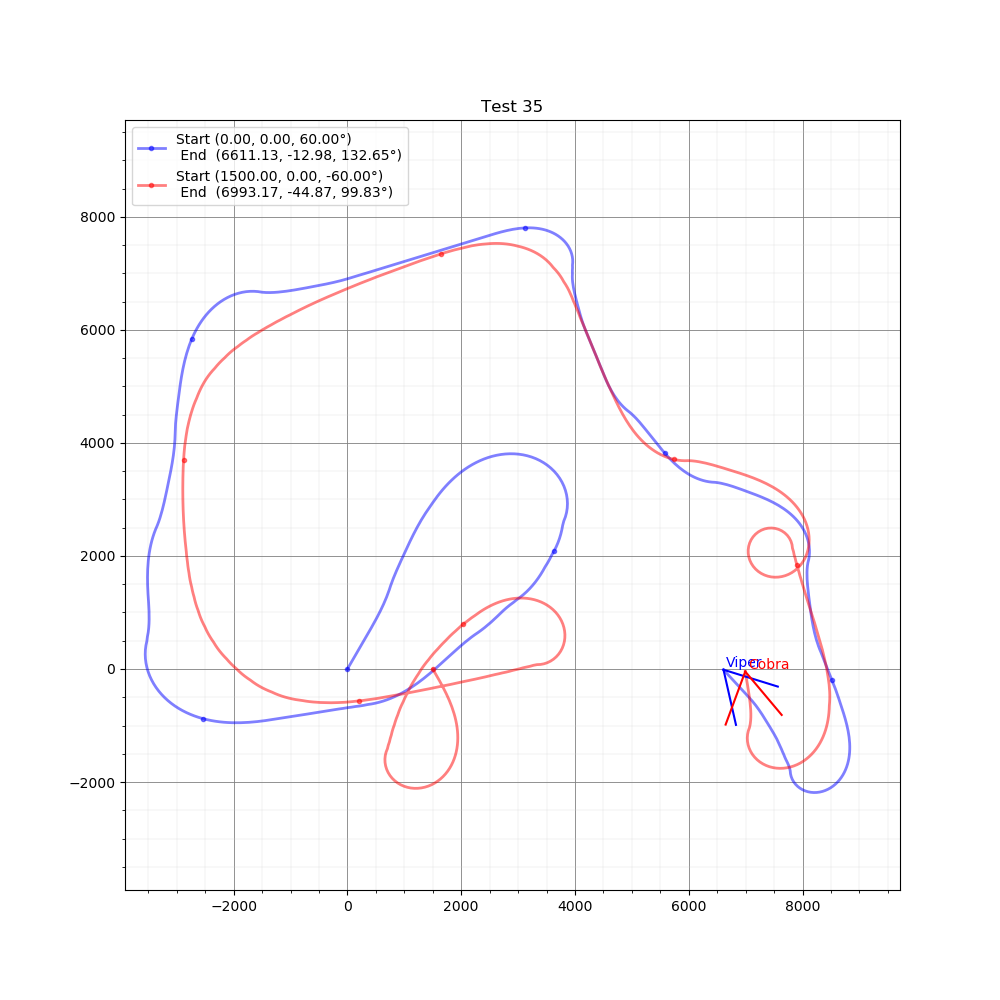 Test 35
Start (0.00, 0.00, 60.00°)
End (6611.13, -12.98, 132.65°)
Start (1500.00, 0.00, -60.00°)
End (6993.17, -44.87, 99.83°)
8000
6000
4000
2000
0
−2000
Viper
Cobra
−2000
0
2000
4000
6000
8000